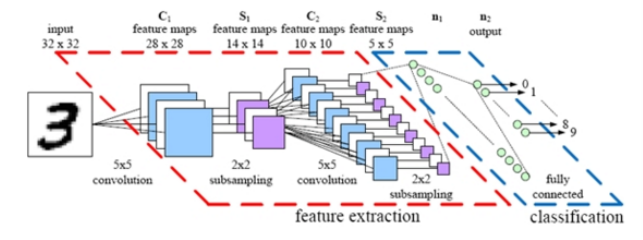 input
32 x 32
C1
feature maps
28 x 28
S1
feature maps
14 x 14
C2
feature maps
10 x 10
S2
feature maps
5 x 5
n1
n2
output
3
0
1
8
9
5x5
convolution
2x2
subsampling
5x5
convolution
2x2
subsampling
fully
connected
feature extraction
classification